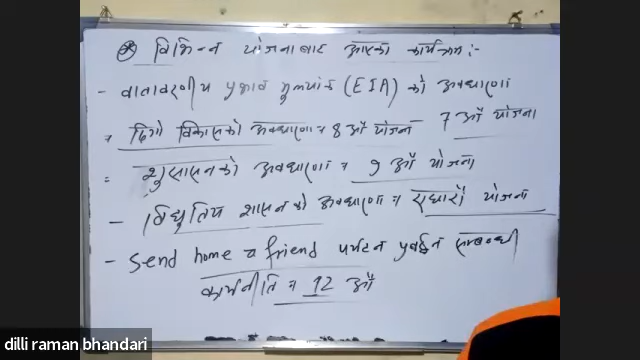 * विभिन्न योजनाबाट आएको कार्यक्रम :-
- वातावरणीय प्रभाव मुल्यांकन (EIA) को अवधारणा
7 औं योजना
= दिगो विकासको अवधारणा = 8 औं योजना
= सुशासनको अवधारणा = 9 औं योजना
- विद्युतिय शासनको अवधारणा = एघारौं योजना
- Send home a friend पर्यटन प्रवर्द्धन सम्बन्धी
कार्यनीति = 12 औं
dilli raman bhandari